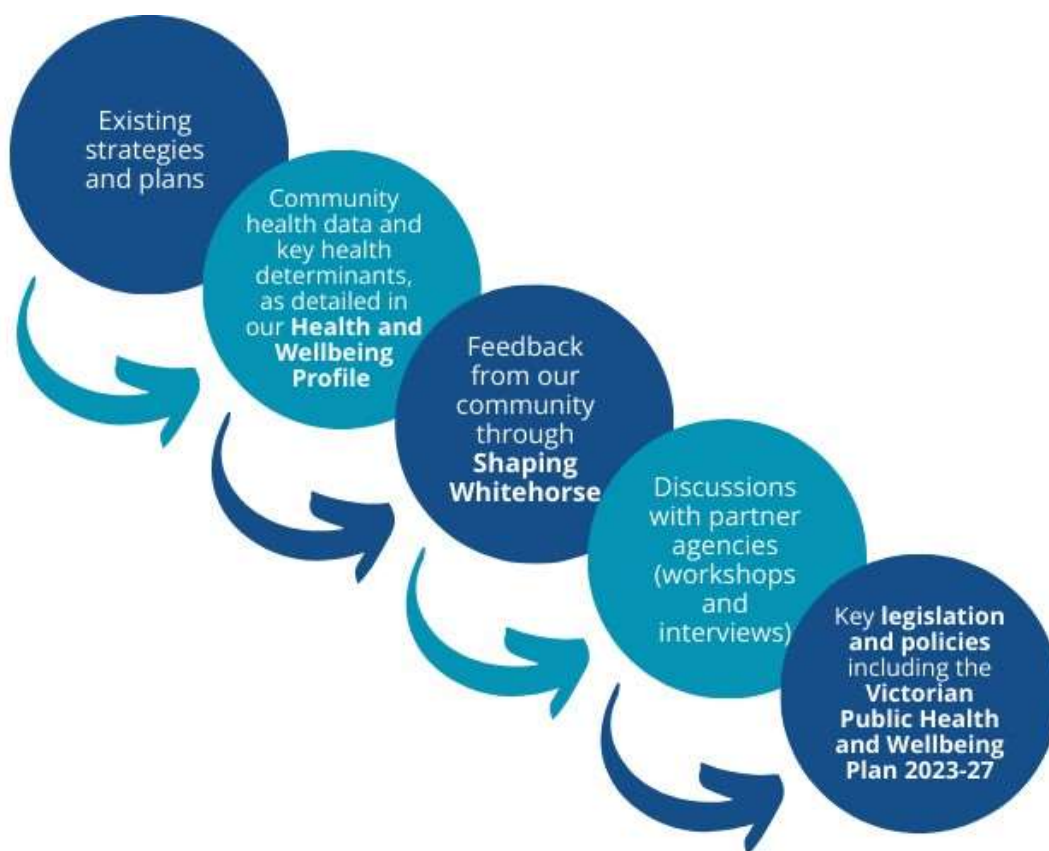 Existing
strategies
and plans
Community
health data and
key health
determinants,
as detailed in
our Health and
Wellbeing
Profile
Feedback
from our
community
through
Shaping
Whitehorse
Discussions
with partner
agencies
(workshops
and
interviews)
Key legislation
and policies
including the
Victorian
Public Health
and Wellbeing
Plan 2023-27